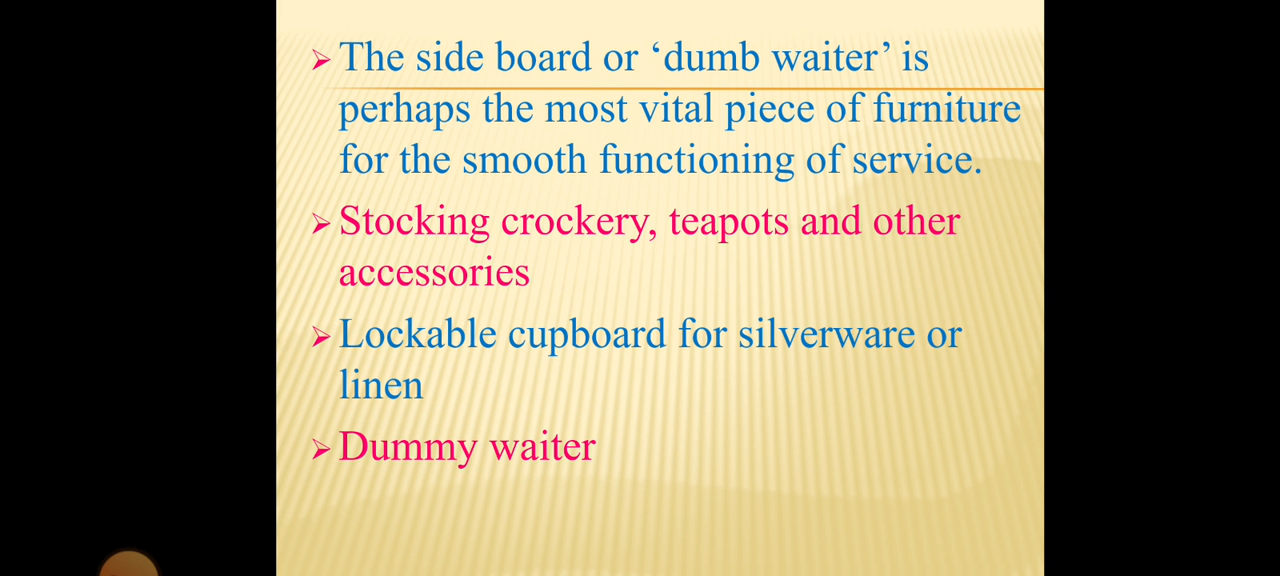 The side board or ‘dumb waiter’ is
perhaps the most vital piece of furniture
for the smooth functioning of service.
Stocking crockery, teapots and other
accessories
Lockable cupboard for silverware or
linen
Dummy waiter